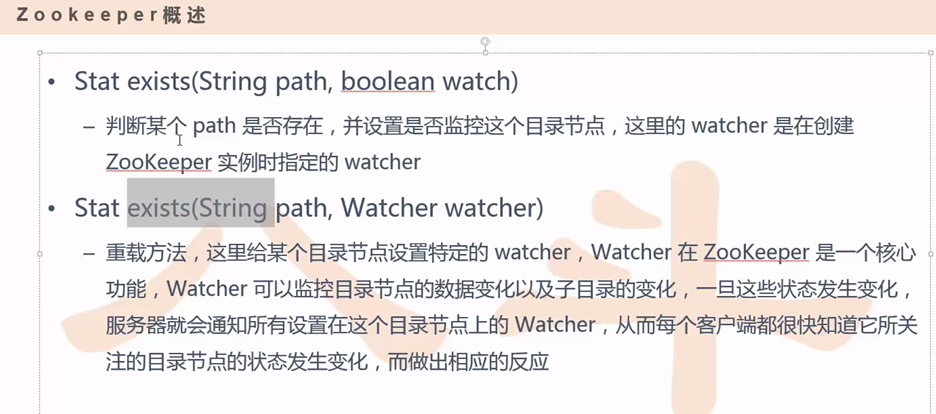 Zookeeper概述
• Stat exists(String path, boolean watch)
– 判断某个 path 是否存在，并设置是否监控这个目录节点，这里的 watcher 是在创建
ZooKeeper 实例时指定的 watcher
• Stat exists(String path, Watcher watcher)
– 重载方法，这里给某个目录节点设置特定的 watcher，Watcher 在 ZooKeeper 是一个核心
功能，Watcher 可以监控目录节点的数据变化以及子目录的变化，一旦这些状态发生变化，
服务器就会通知所有设置在这个目录节点上的 Watcher，从而每个客户端都很快知道它所关
注的目录节点的状态发生变化，而做出相应的反应
八斗